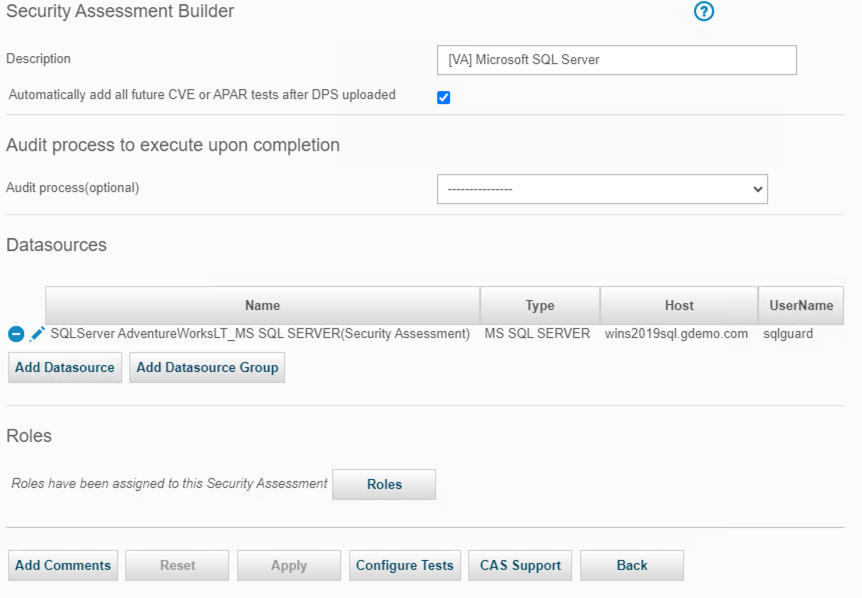 Security Assessment Builder
?
Description
[VA] Microsoft SQL Server
Automatically add all future CVE or APAR tests after DPS uploaded
Audit process to execute upon completion
Audit process(optional)
---------------
Datasources
Name Type Host UserName
SQLServer AdventureWorksLT_MS SQL SERVER(Security Assessment) MS SQL SERVER wins2019sql.gdemo.com sqlguard
Add Datasource Add Datasource Group
Roles
Roles have been assigned to this Security Assessment Roles
Add Comments Reset Apply Configure Tests CAS Support Back